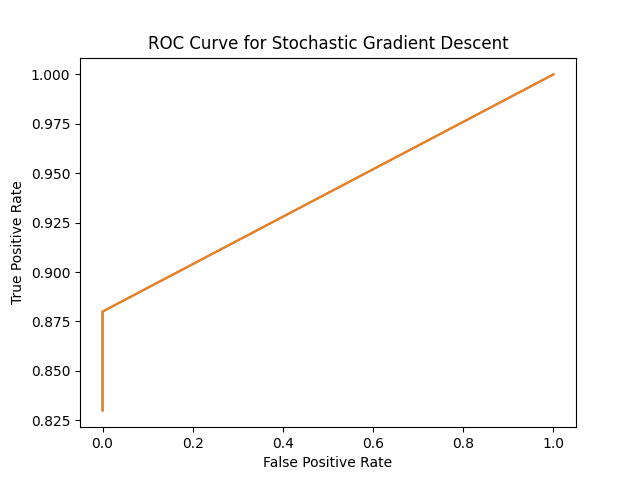 ROC Curve for Stochastic Gradient Descent
1.000
0.975
0.950
0.925
0.900
0.875
0.850
0.825
True Positive Rate
0.0 0.2 0.4 0.6 0.8 1.0
False Positive Rate